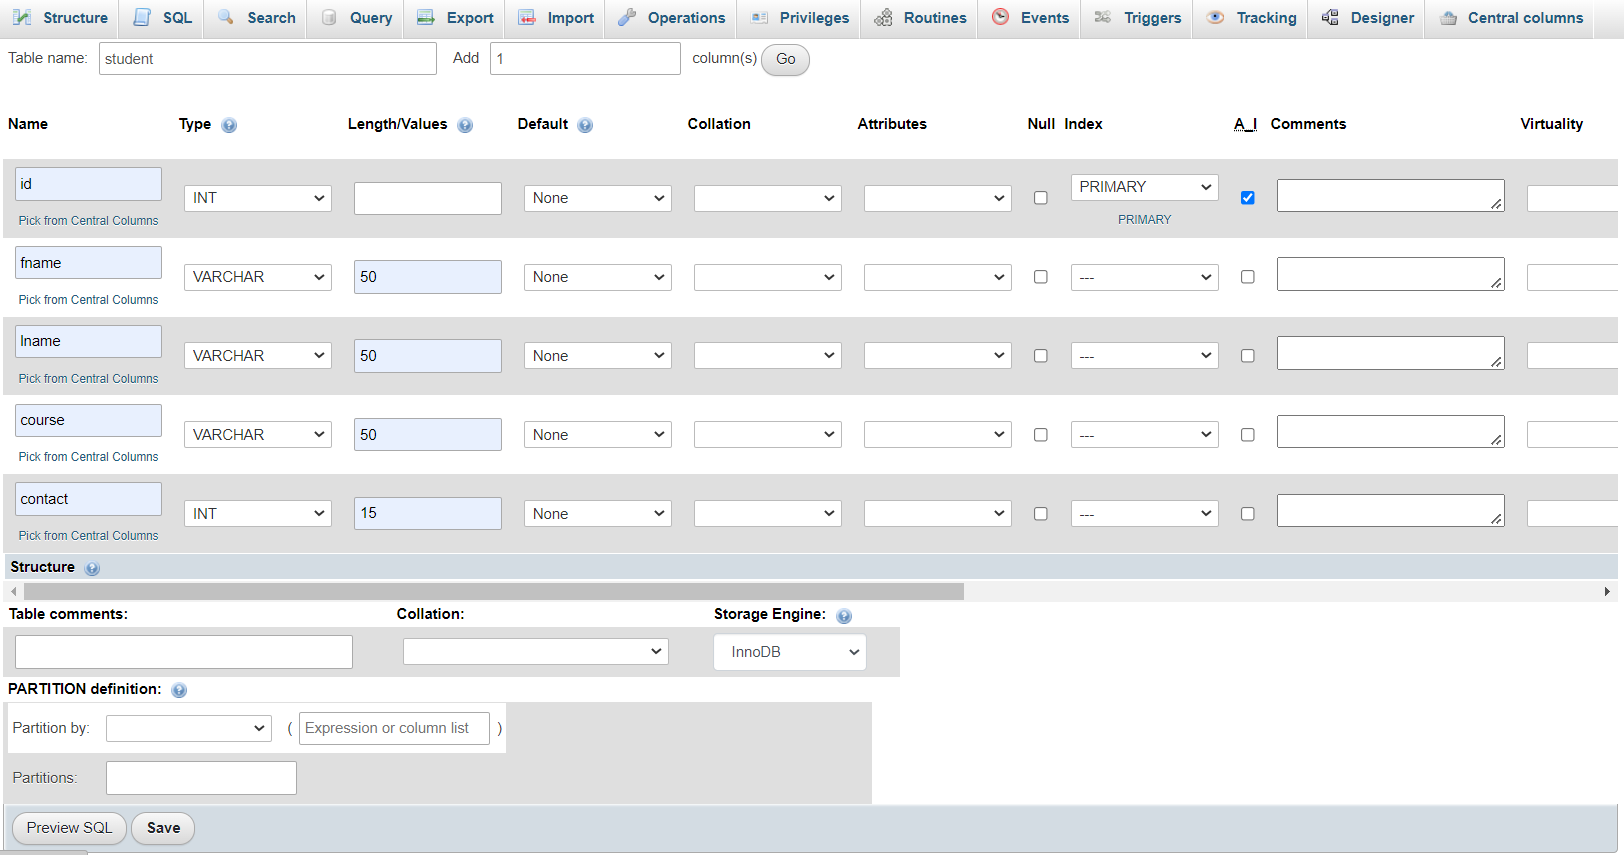 Structure SQL Search Query Export Import Operations Privileges Routines Events Triggers Tracking Designer Central columns
Table name: student Add 1 column(s) Go
Name Type Length/Values Default Collation Attributes Null Index A_I Comments Virtuality
id INT None PRIMARY
Pick from Central Columns PRIMARY
fname VARCHAR 50 None ---
Pick from Central Columns
lname VARCHAR 50 None ---
Pick from Central Columns
course VARCHAR 50 None ---
Pick from Central Columns
contact INT 15 None ---
Pick from Central Columns
Structure
Table comments: Collation: Storage Engine:
InnoDB
PARTITION definition:
Partition by: ( Expression or column list )
Partitions:
Preview SQL Save